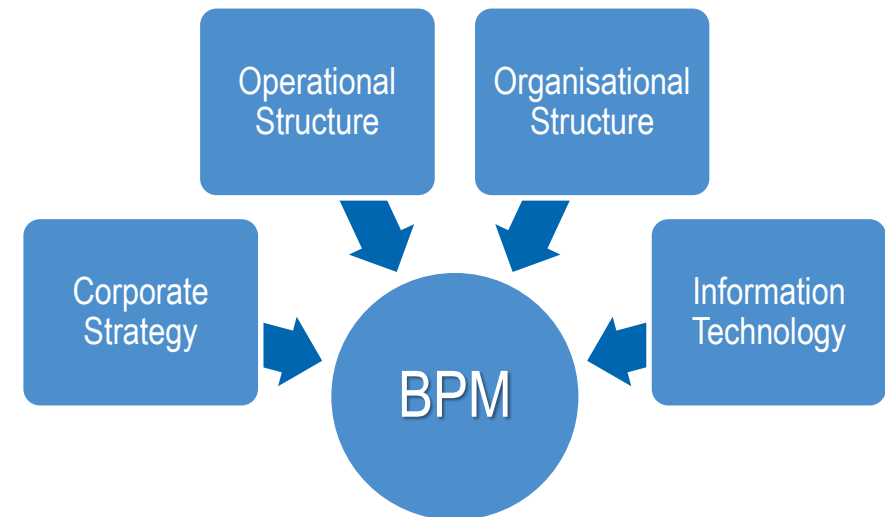 Operational
Structure
Organisational
Structure
Corporate
Strategy
Information
Technology
BPM